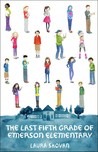 THE LAST FIFTH GRADE OF
EMERSON ELEMENTARY
LAURA SHOVAN